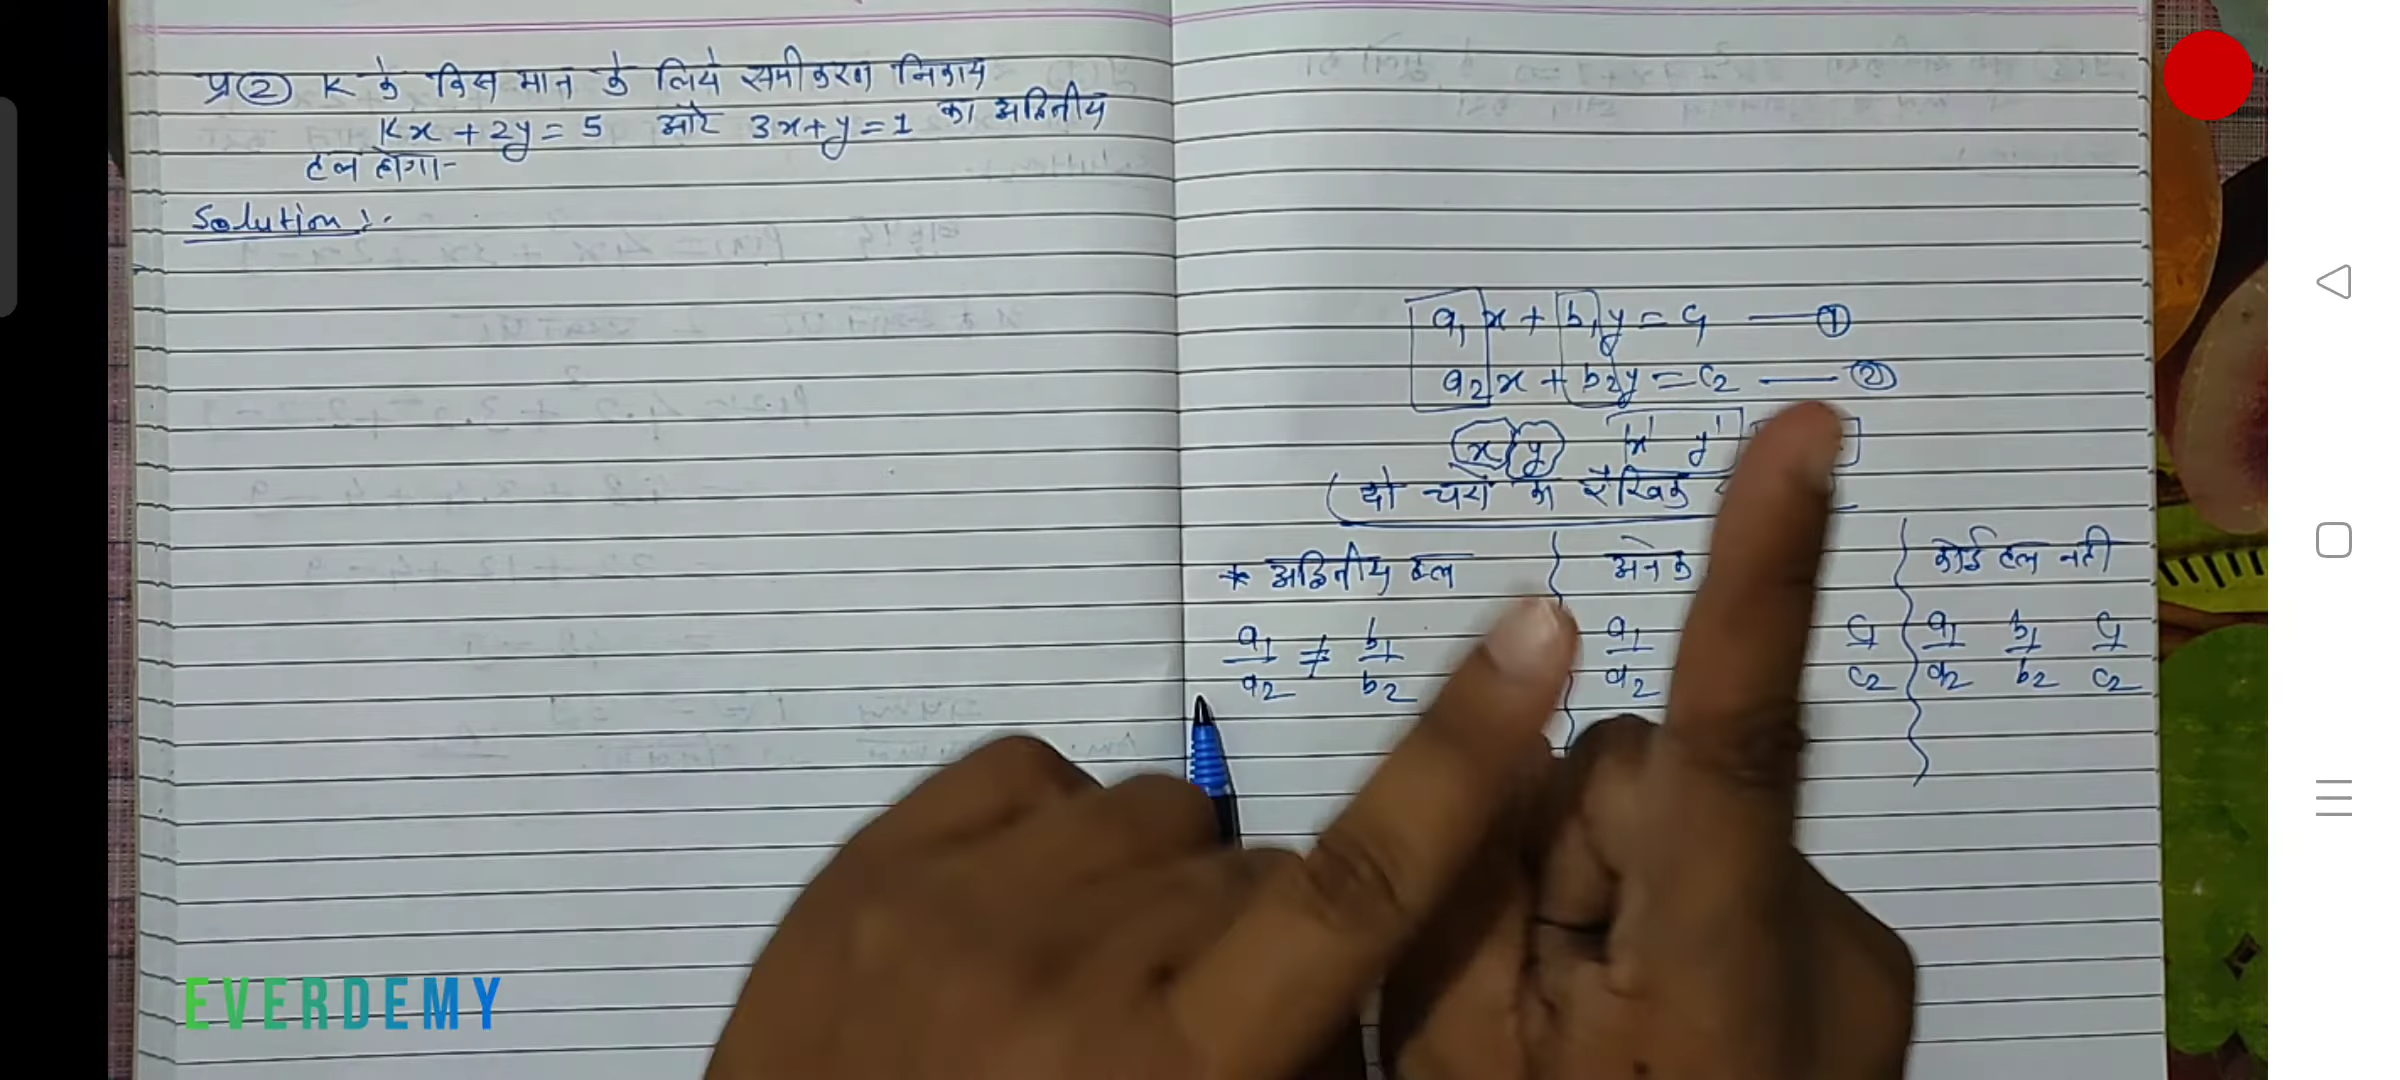 प्र② K के किस मान के लिये समीकरण निकाय
Kx + 2y = 5 और 3x+y=1 का अद्वितीय
हल होगा-
Solution :-
a₁x + b₁y = c₁ — ①
a₂x + b₂y = c₂ — ②
x y 'x' y'
(दो चरों का रैखिक
* अद्वितीय हल
a₁/a₂ ≠ b₁/b₂
अनेक
a₁/a₂ c₁/c₂
कोई हल नही
a₁/a₂ b₁/b₂ c₁/c₂
EVERDEMY